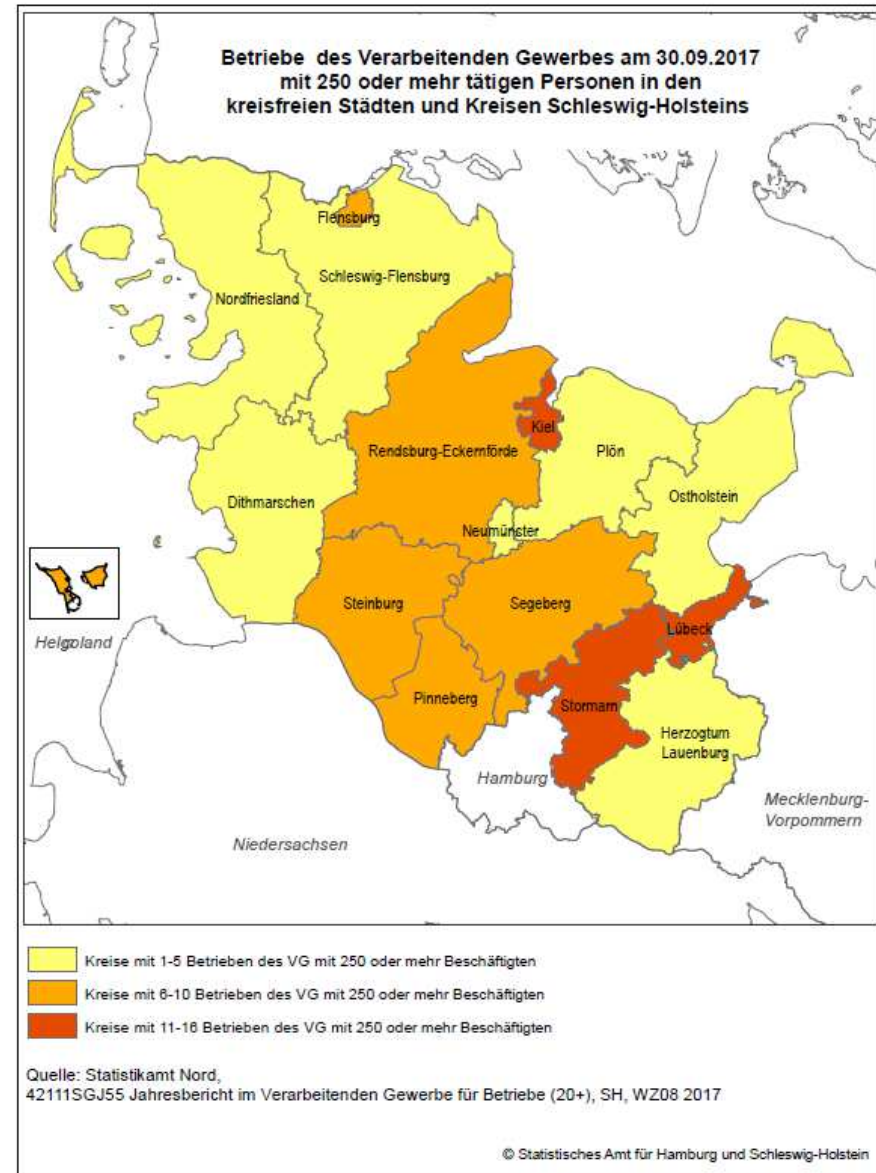 Betriebe des Verarbeitenden Gewerbes am 30.09.2017
mit 250 oder mehr tätigen Personen in den
kreisfreien Städten und Kreisen Schleswig-Holsteins
Flensburg
Schleswig-Flensburg
Nordfriesland
Kiel
Rendsburg-Eckernförde
Plön
Ostholstein
Dithmarschen
Neumünster
Steinburg
Segeberg
Lübeck
Helgoland
Pinneberg
Stormarn
Herzogtum
Lauenburg
Hamburg
Mecklenburg-
Vorpommern
Niedersachsen
Kreise mit 1-5 Betrieben des VG mit 250 oder mehr Beschäftigten
Kreise mit 6-10 Betrieben des VG mit 250 oder mehr Beschäftigten
Kreise mit 11-16 Betrieben des VG mit 250 oder mehr Beschäftigten
Quelle: Statistikamt Nord,
42111SGJ55 Jahresbericht im Verarbeitenden Gewerbe für Betriebe (20+), SH, WZ08 2017
© Statistisches Amt für Hamburg und Schleswig-Holstein